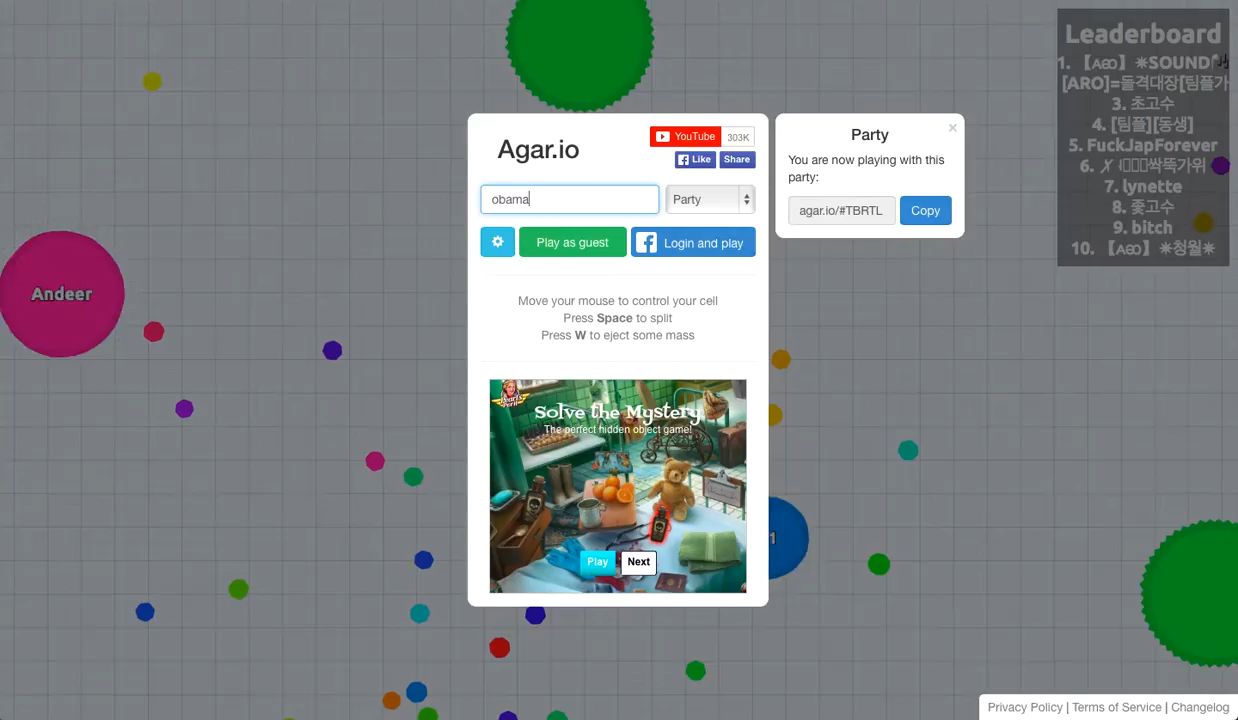 Leaderboard
1. 【ᴀᴇᴏ】✴SOUND
[ARO]=돌격대장[팀플가
3. 초고수
4. [팀플][동생]
5. FuckJapForever
싹뚝가위
7. lynette
8. 좆고수
9. bitch
10. 【ᴀᴇᴏ】✴청월✴
Agar.io
YouTube 303K
Like Share
obama
Party
Play as guest
Login and play
Move your mouse to control your cell
Press Space to split
Press W to eject some mass
Party
×
You are now playing with this
party:
agar.io/#TBRTL
Copy
Andeer
Pearl's Peril
Solve the Mystery
The perfect hidden object game!
Play
Next
1
Privacy Policy | Terms of Service | Changelog